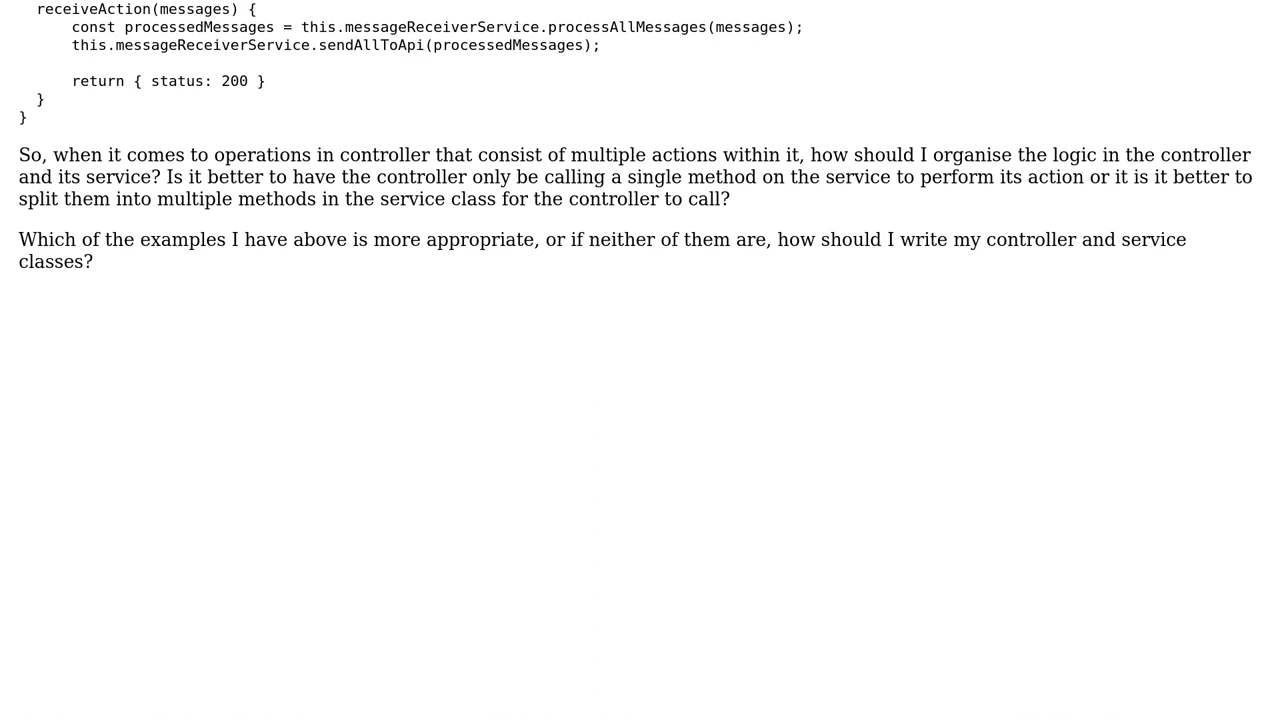 receiveAction(messages) {
const processedMessages = this.messageReceiverService.processAllMessages(messages);
this.messageReceiverService.sendAllToApi(processedMessages);
return { status: 200 }
}
}
So, when it comes to operations in controller that consist of multiple actions within it, how should I organise the logic in the controller
and its service? Is it better to have the controller only be calling a single method on the service to perform its action or it is it better to
split them into multiple methods in the service class for the controller to call?
Which of the examples I have above is more appropriate, or if neither of them are, how should I write my controller and service
classes?